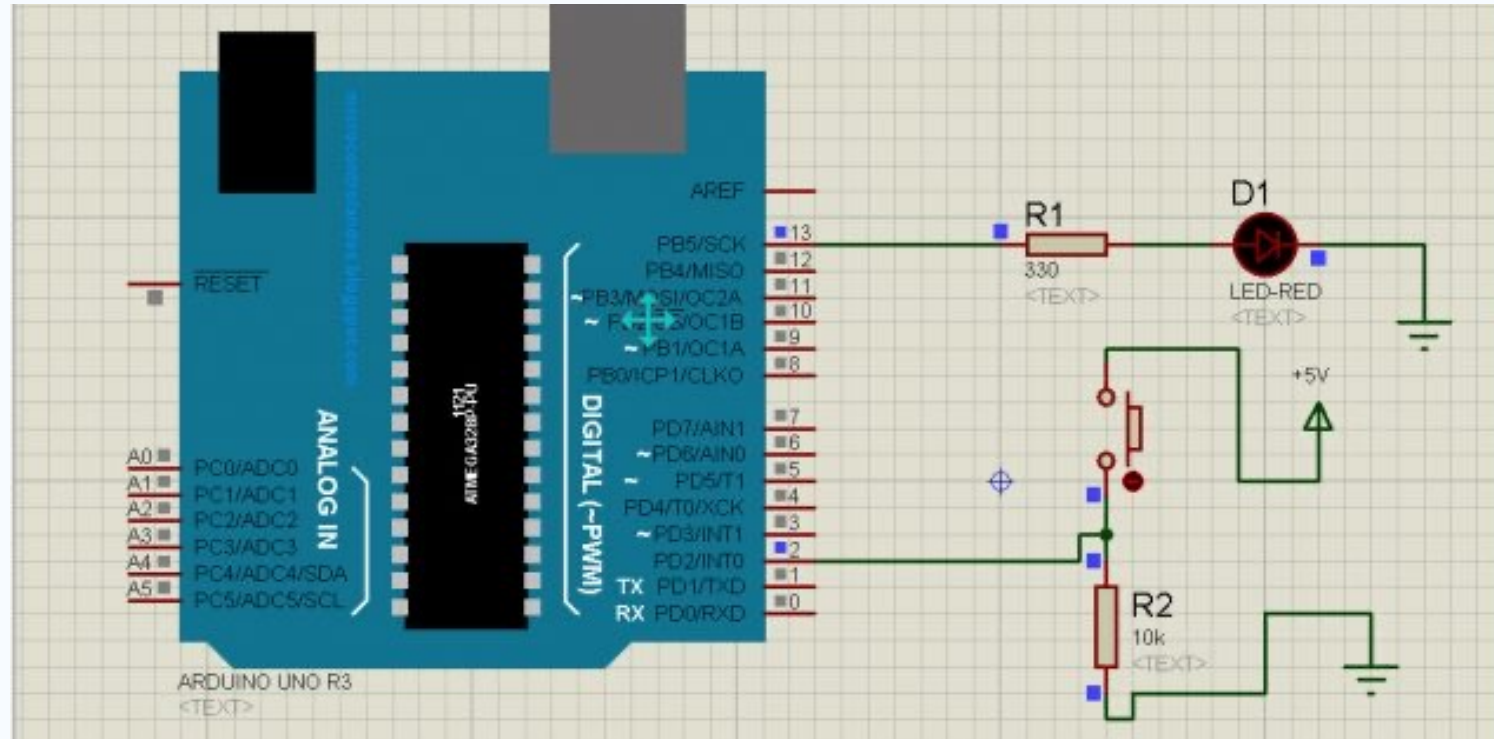 AREF
PB5/SCK
13
PB4/MISO
12
~PB3/MOSI/OC2A
11
~
/OC1B
10
~PB1/OC1A
9
PB0/ICP1/CLKO
8
PD7/AIN1
7
~PD6/AIN0
6
~ PD5/T1
5
PD4/T0/XCK
4
~PD3/INT1
3
PD2/INT0
2
TX PD1/TXD
1
RX PD0/RXD
0
RESET
A0
PC0/ADC0
A1
PC1/ADC1
A2
PC2/ADC2
A3
PC3/ADC3
A4
PC4/ADC4/SDA
A5
PC5/ADC5/SCL
ANALOG IN
1121
ATMEGA328P-PU
DIGITAL (~PWM)
ARDUINO UNO R3
<TEXT>
R1
330
<TEXT>
D1
LED-RED
<TEXT>
+5V
R2
10k
<TEXT>